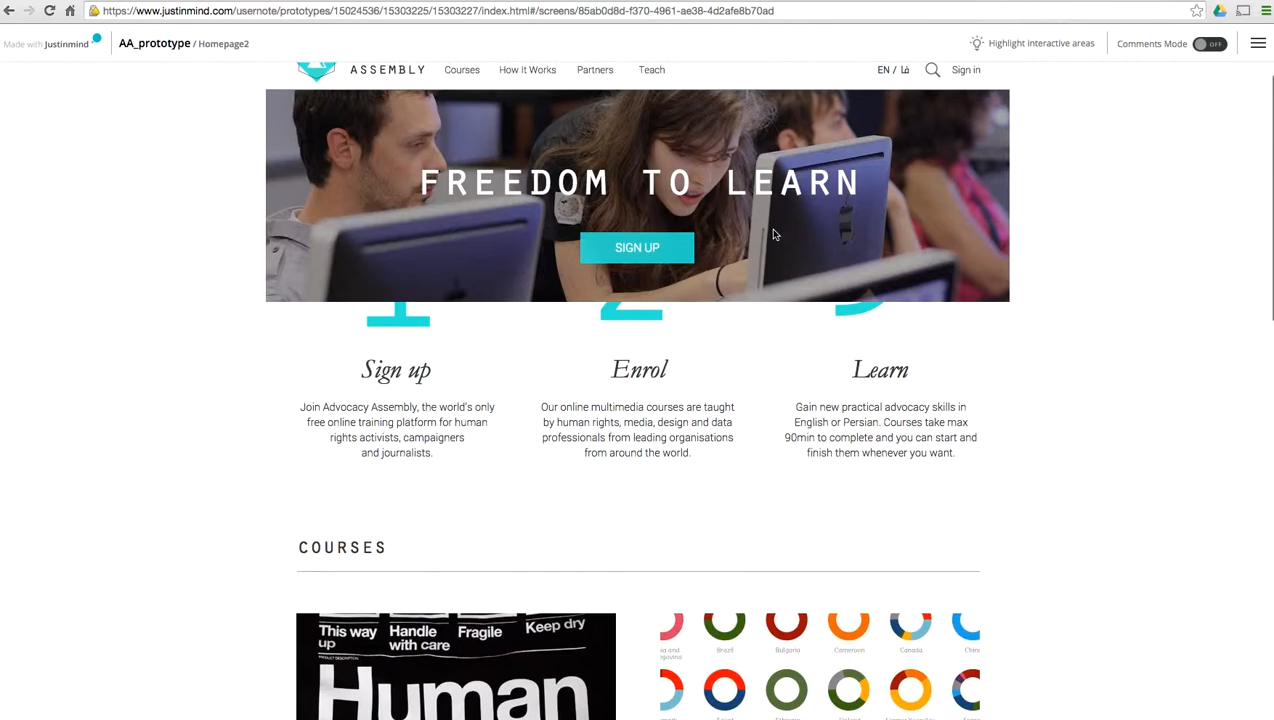 https://www.justinmind.com/usernote/prototypes/15024536/15303225/15303227/index.html#/screens/85ab0d8d-f370-4961-ae38-4d2afe8b70ad
Made with Justinmind
AA_prototype / Homepage2
Highlight interactive areas
Comments Mode OFF
ASSEMBLY Courses How It Works Partners Teach
EN /
Sign in
FREEDOM TO LEARN
SIGN UP
1 2 3
Sign up Enrol Learn
Join Advocacy Assembly, the world's only
free online training platform for human
rights activists, campaigners
and journalists.
Our online multimedia courses are taught
by human rights, media, design and data
professionals from leading organisations
from around the world.
Gain new practical advocacy skills in
English or Persian. Courses take max
90min to complete and you can start and
finish them whenever you want.
COURSES
This way up
Handle with care
Fragile
Keep dry
Human
Brazil Bulgaria Cameroon Canada